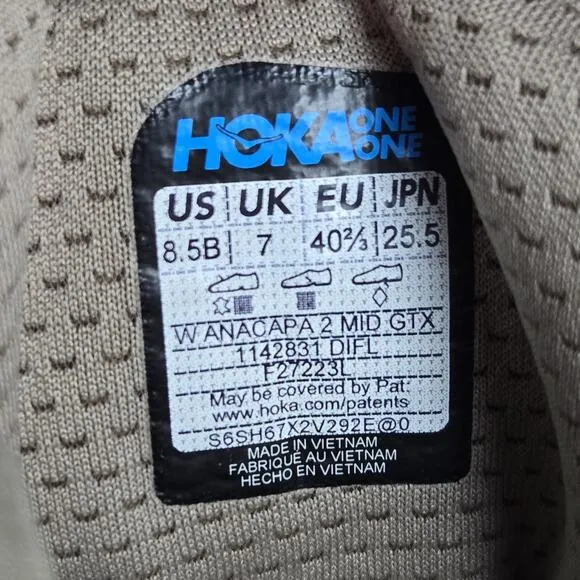 HOKA ONE ONE
US UK EU JPN
8.5B 7 40⅔ 25.5
W ANACAPA 2 MID GTX
1142831 DIFL
F27223L
May be covered by Pat:
www.hoka.com/patents
S6SH67X2V292E@0
MADE IN VIETNAM
FABRIQUÉ AU VIETNAM
HECHO EN VIETNAM